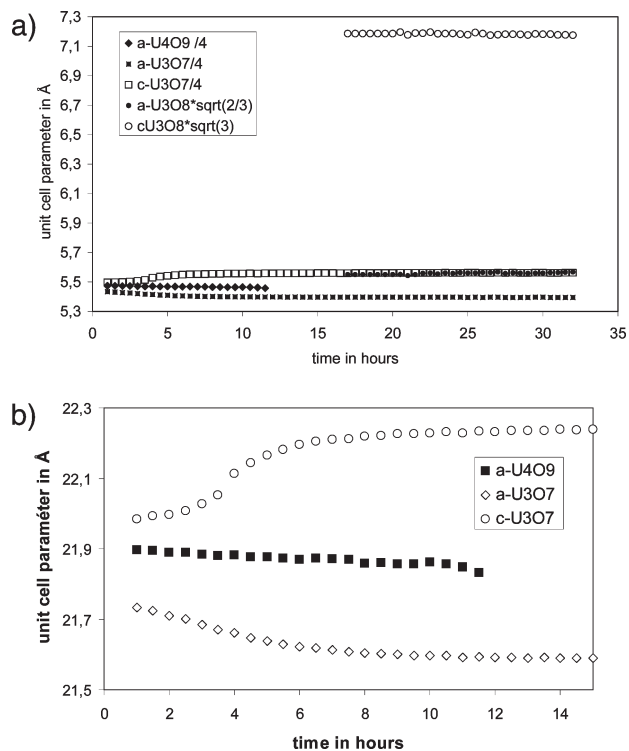 a)
7,3
7,1
6,9
6,7
6,5
6,3
6,1
5,9
5,7
5,5
5,3
unit cell parameter in Å
a-U4O9 /4
a-U3O7/4
c-U3O7/4
a-U3O8*sqrt(2/3)
cU3O8*sqrt(3)
0 5 10 15 20 25 30 35
time in hours
b)
22,3
22,1
21,9
21,7
21,5
unit cell paraméter in Å
a-U4O9
a-U3O7
c-U3O7
0 2 4 6 8 10 12 14
time in hours